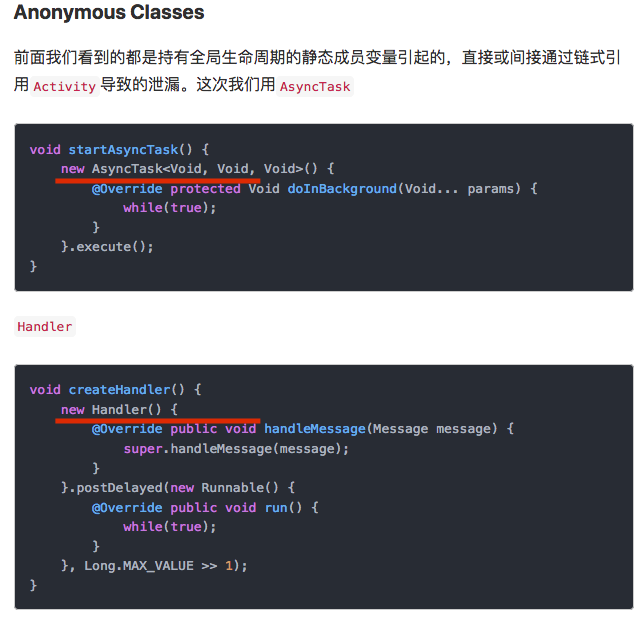 Anonymous Classes
前面我们看到的都是持有全局生命周期的静态成员变量引起的，直接或间接通过链式引
用 Activity 导致的泄漏。这次我们用 AsyncTask
void startAsyncTask() {
    new AsyncTask<Void, Void, Void>() {
        @Override protected Void doInBackground(Void... params) {
            while(true);
        }
    }.execute();
}
Handler
void createHandler() {
    new Handler() {
        @Override public void handleMessage(Message message) {
            super.handleMessage(message);
        }
    }.postDelayed(new Runnable() {
        @Override public void run() {
            while(true);
        }
    }, Long.MAX_VALUE >> 1);
}